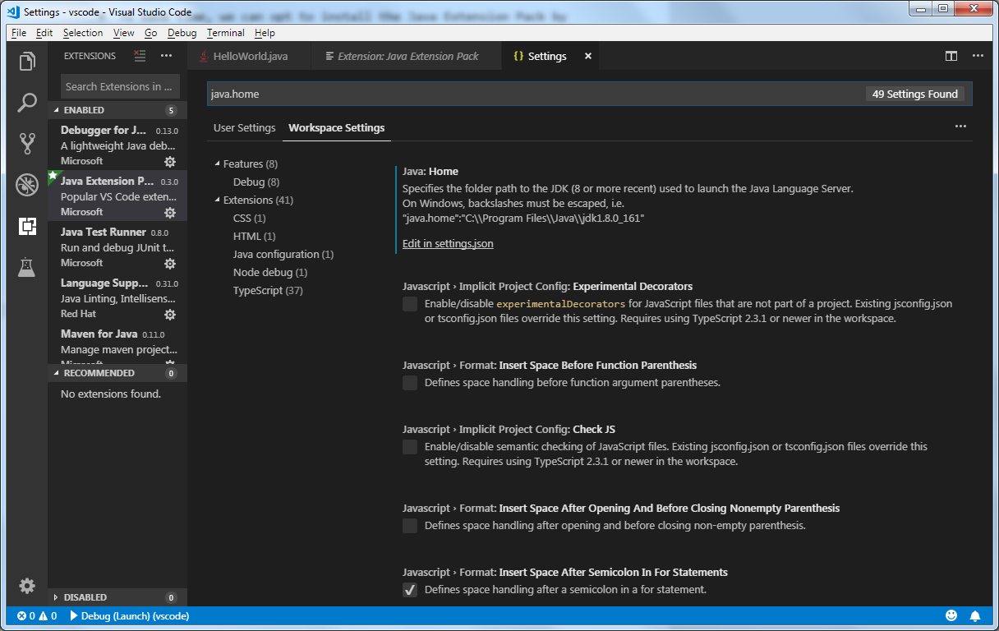 Settings - vscode - Visual Studio Code
we can opt to install the Java Extension Pack by
File Edit Selection View Go Debug Terminal Help
EXTENSIONS
HelloWorld.java
Extension: Java Extension Pack
{} Settings
Search Extensions in ...
ENABLED 5
Debugger for J... 0.13.0
A lightweight Java deb...
Microsoft
Java Extension P... 0.3.0
Popular VS Code exten...
Microsoft
Java Test Runner 0.8.0
Run and debug JUnit t...
Microsoft
Language Supp... 0.31.0
Java Linting, Intellisens...
Red Hat
Maven for Java 0.11.0
Manage maven project...
Microsoft
RECOMMENDED 0
No extensions found.
DISABLED 0
java.home
49 Settings Found
User Settings Workspace Settings
Features (8)
Debug (8)
Extensions (41)
CSS (1)
HTML (1)
Java configuration (1)
Node debug (1)
TypeScript (37)
Java: Home
Specifies the folder path to the JDK (8 or more recent) used to launch the Java Language Server.
On Windows, backslashes must be escaped, i.e.
"java.home":"C:\\Program Files\\Java\\jdk1.8.0_161"
Edit in settings.json
Javascript › Implicit Project Config: Experimental Decorators
Enable/disable experimentalDecorators for JavaScript files that are not part of a project. Existing jsconfig.json
or tsconfig.json files override this setting. Requires using TypeScript 2.3.1 or newer in the workspace.
Javascript › Format: Insert Space Before Function Parenthesis
Defines space handling before function argument parentheses.
Javascript › Implicit Project Config: Check JS
Enable/disable semantic checking of JavaScript files. Existing jsconfig.json or tsconfig.json files override this
setting. Requires using TypeScript 2.3.1 or newer in the workspace.
Javascript › Format: Insert Space After Opening And Before Closing Nonempty Parenthesis
Defines space handling after opening and before closing non-empty parenthesis.
Javascript › Format: Insert Space After Semicolon In For Statements
Defines space handling after a semicolon in a for statement.
0 0 Debug (Launch) (vscode)